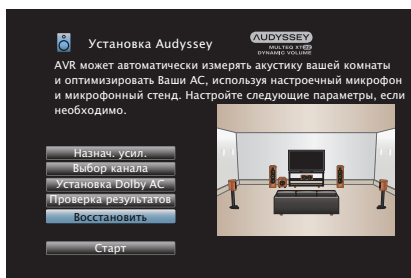 Установка Audyssey
AUDYSSEY
MULTEQ XT32
DYNAMIC VOLUME
AVR может автоматически измерять акустику вашей комнаты
и оптимизировать Ваши АС, используя настроечный микрофон
и микрофонный стенд. Настройте следующие параметры, если
необходимо.
Назнач. усил.
Выбор канала
Установка Dolby АС
Проверка результатов
Восстановить
Старт